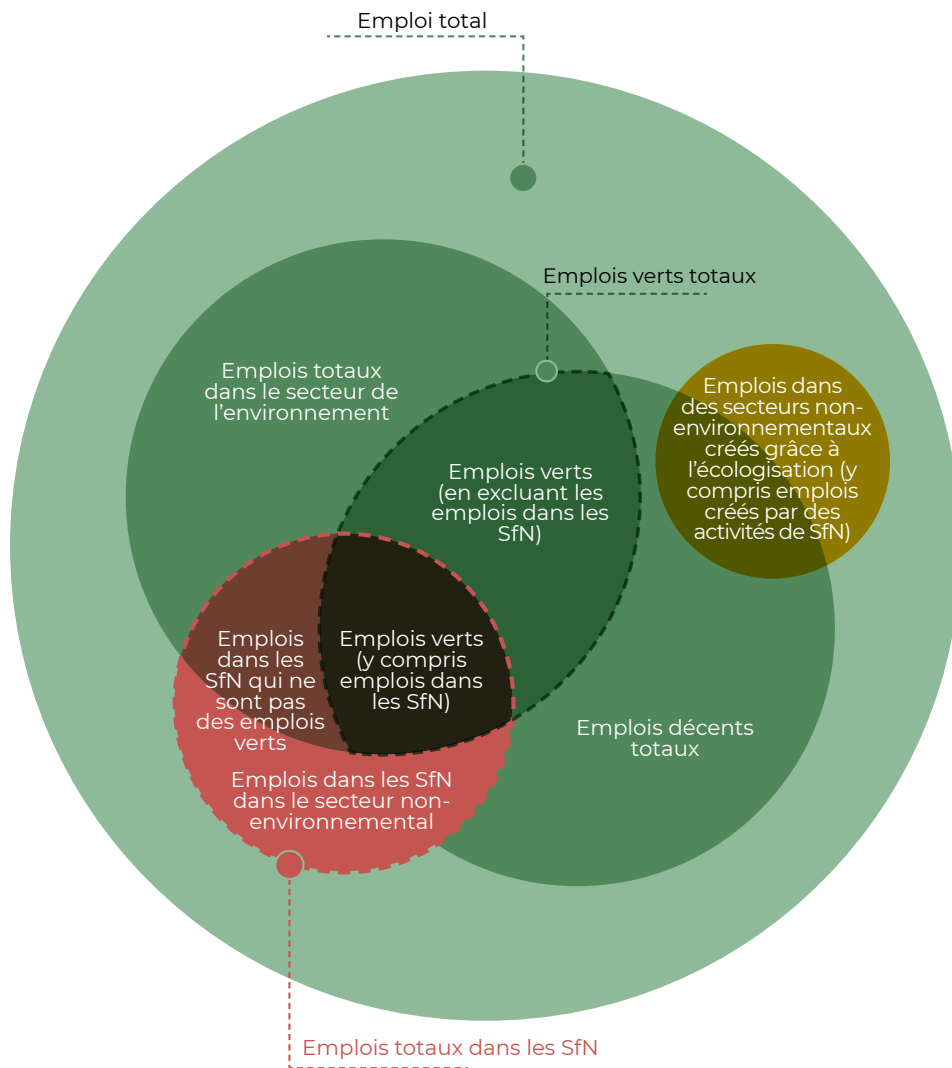 Emploi total
Emplois verts totaux
Emplois totaux
dans le secteur de
l’environnement
Emplois dans
des secteurs non-
environnementaux
créés grâce à
l’écologisation (y
compris emplois
créés par des
activités de SfN)
Emplois verts
(en excluant les
emplois dans les
SfN)
Emplois
dans les
SfN qui ne
sont pas
des emplois
verts
Emplois verts
(y compris
emplois dans
les SfN)
Emplois décents
totaux
Emplois dans les SfN
dans le secteur non-
environnemental
Emplois totaux dans les SfN